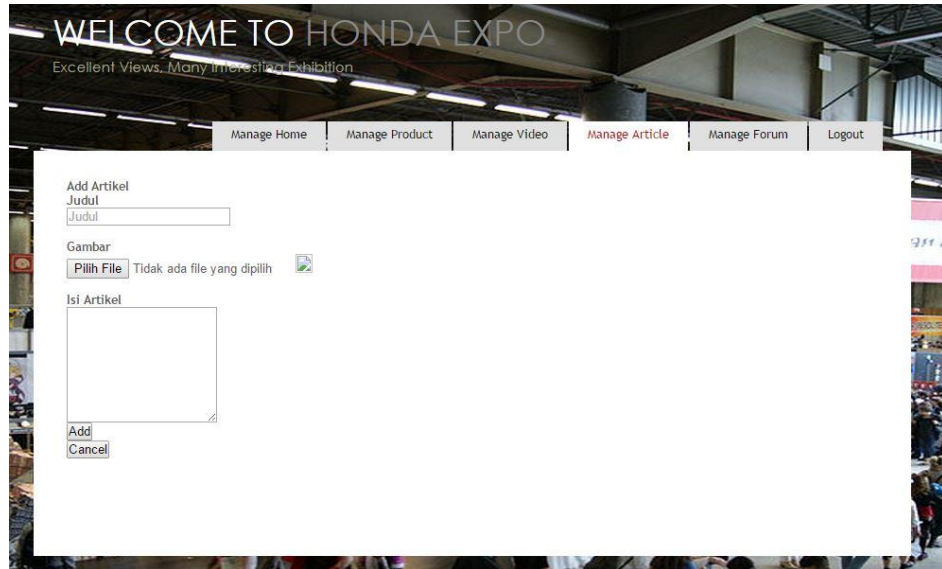 WELCOME TO HONDA EXPO
Excellent Views, Many Interesting Exhibition
Manage Home Manage Product Manage Video Manage Article Manage Forum Logout
Add Artikel
Judul
Judul
Gambar
Pilih File Tidak ada file yang dipilih
Isi Artikel
Add
Cancel